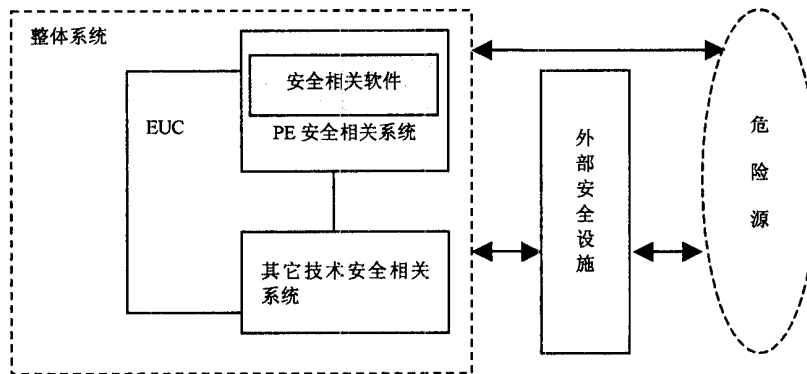 整体系统
安全相关软件
PE 安全相关系统
EUC
其它技术安全相关
系统
外部安全设施
危险源